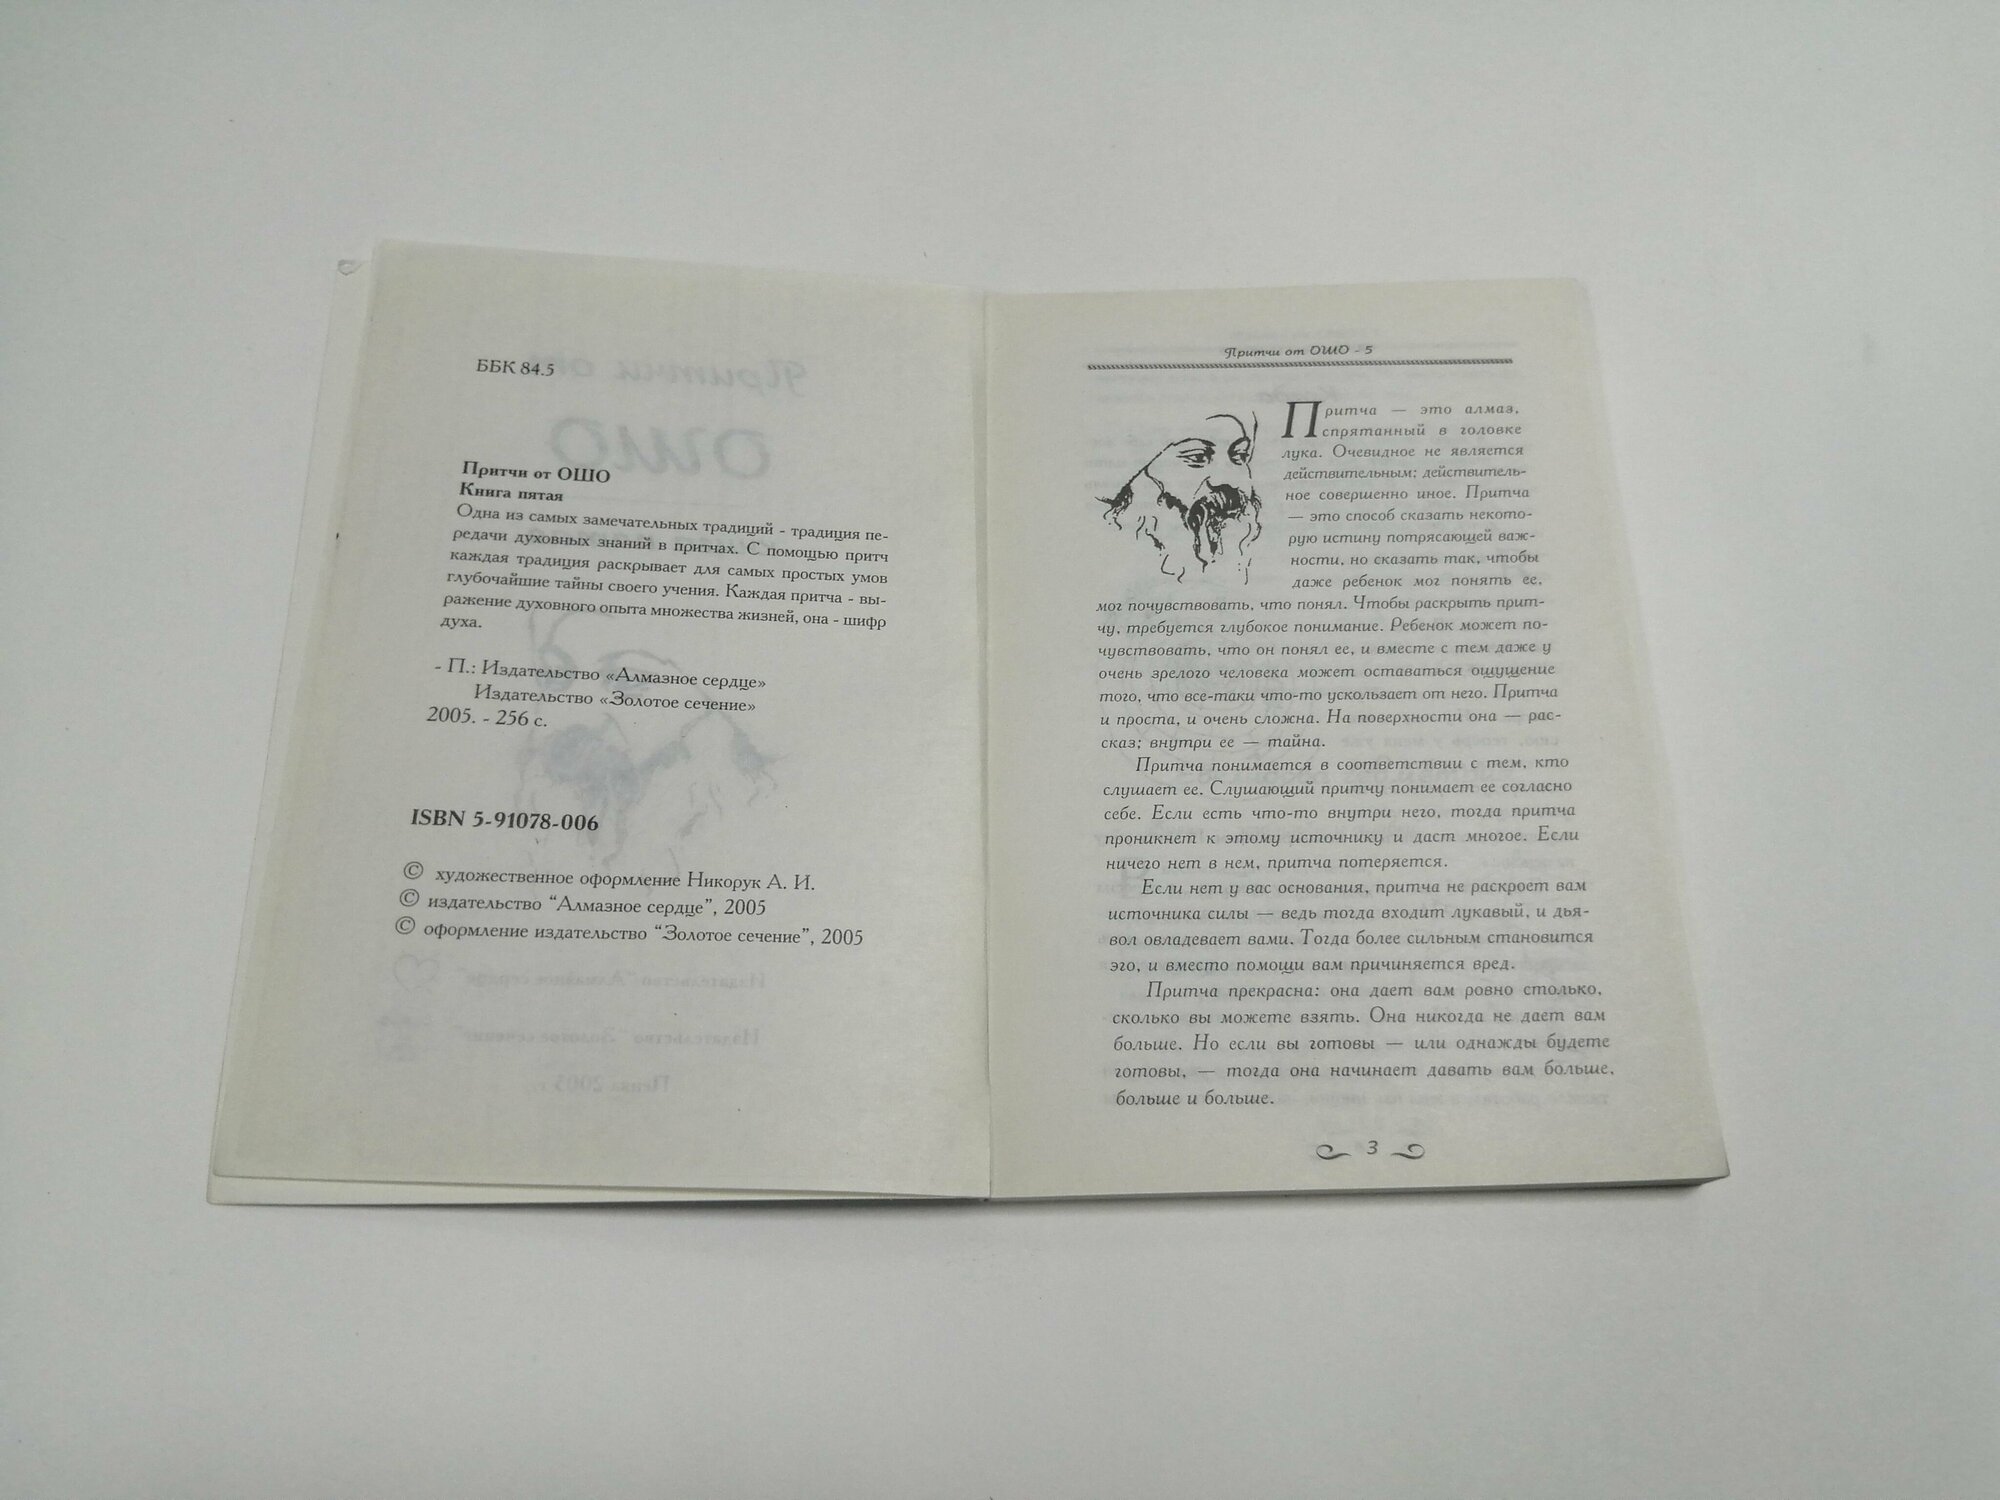 ББК 84.5
Притчи от ОШО
Книга пятая
Одна из самых замечательных традиций - традиция пе-
редачи духовных знаний в притчах. С помощью притч
каждая традиция раскрывает для самых простых умов
глубочайшие тайны своего учения. Каждая притча - вы-
ражение духовного опыта множества жизней, она - шифр
духа.
- П.: Издательство «Алмазное сердце»
Издательство «Золотое сечение»
2005. - 256 с.
ISBN 5-91078-006
© художественное оформление Никорук А. И.
© издательство “Алмазное сердце”, 2005
© оформление издательство “Золотое сечение”, 2005
Притчи от ОШО - 5
Притча — это алмаз,
спрятанный в головке
лука. Очевидное не является
действительным; действитель-
ное совершенно иное. Притча
— это способ сказать некото-
рую истину потрясающей важ-
ности, но сказать так, чтобы
даже ребенок мог понять ее,
мог почувствовать, что понял. Чтобы раскрыть прит-
чу, требуется глубокое понимание. Ребенок может по-
чувствовать, что он понял ее, и вместе с тем даже у
очень зрелого человека может оставаться ощущение
того, что все-таки что-то ускользает от него. Притча
и проста, и очень сложна. На поверхности она — рас-
сказ; внутри ее — тайна.
Притча понимается в соответствии с тем, кто
слушает ее. Слушающий притчу понимает ее согласно
себе. Если есть что-то внутри него, тогда притча
проникнет к этому источнику и даст многое. Если
ничего нет в нем, притча потеряется.
Если нет у вас основания, притча не раскроет вам
источника силы — ведь тогда входит лукавый, и дья-
вол овладевает вами. Тогда более сильным становится
эго, и вместо помощи вам причиняется вред.
Притча прекрасна: она дает вам ровно столько,
сколько вы можете взять. Она никогда не дает вам
больше. Но если вы готовы — или однажды будете
готовы, — тогда она начинает давать вам больше,
больше и больше.
3